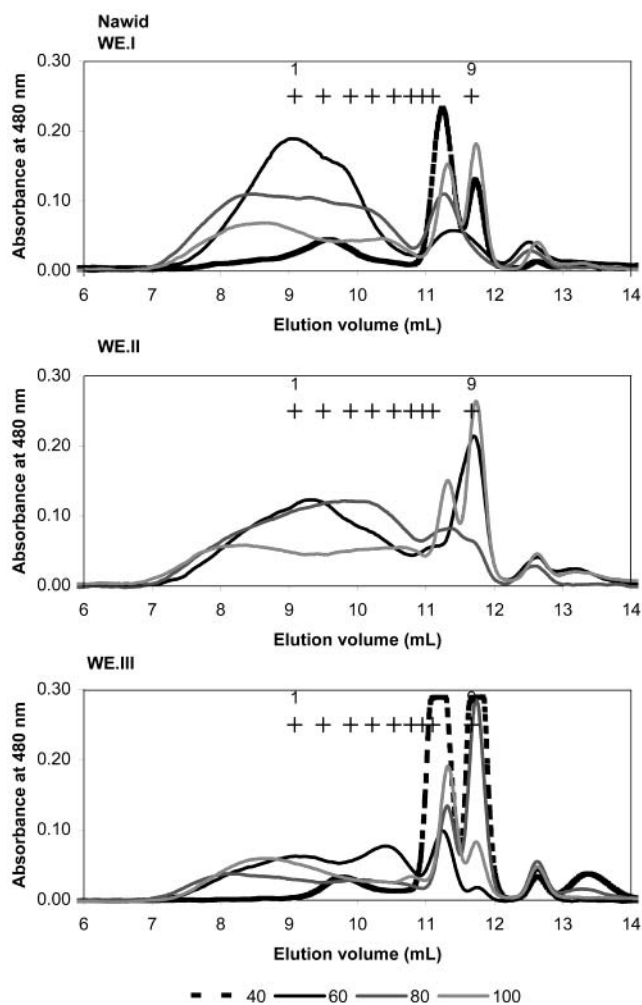 Nawid
WE.I
0.30
1
9
0.20
0.10
0.00
Absorbance at 480 nm
6 7 8 9 10 11 12 13 14
Elution volume (mL)
WE.II
0.30
1
9
0.20
0.10
0.00
Absorbance at 480 nm
6 7 8 9 10 11 12 13 14
Elution volume (mL)
WE.III
0.30
1
9
0.20
0.10
0.00
Absorbance at 480 nm
6 7 8 9 10 11 12 13 14
Elution volume (mL)
40 60 80 100